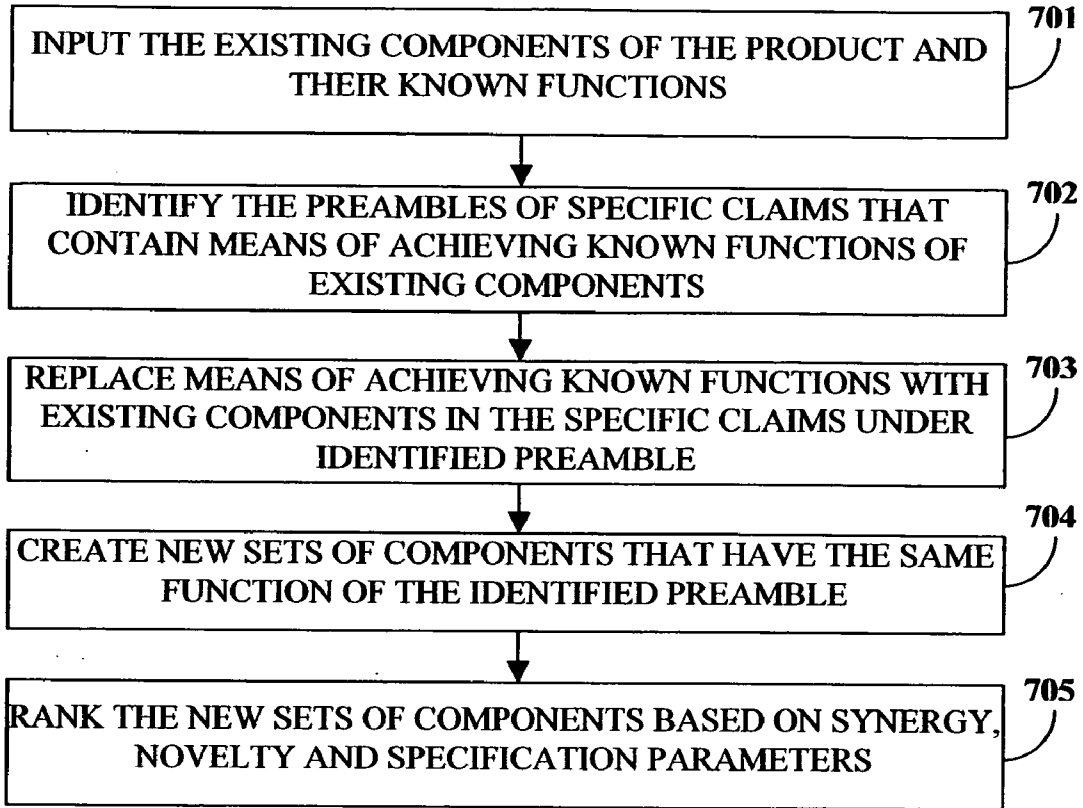 701
INPUT THE EXISTING COMPONENTS OF THE PRODUCT AND
THEIR KNOWN FUNCTIONS
702
IDENTIFY THE PREAMBLES OF SPECIFIC CLAIMS THAT
CONTAIN MEANS OF ACHIEVING KNOWN FUNCTIONS OF
EXISTING COMPONENTS
703
REPLACE MEANS OF ACHIEVING KNOWN FUNCTIONS WITH
EXISTING COMPONENTS IN THE SPECIFIC CLAIMS UNDER
IDENTIFIED PREAMBLE
704
CREATE NEW SETS OF COMPONENTS THAT HAVE THE SAME
FUNCTION OF THE IDENTIFIED PREAMBLE
705
RANK THE NEW SETS OF COMPONENTS BASED ON SYNERGY,
NOVELTY AND SPECIFICATION PARAMETERS